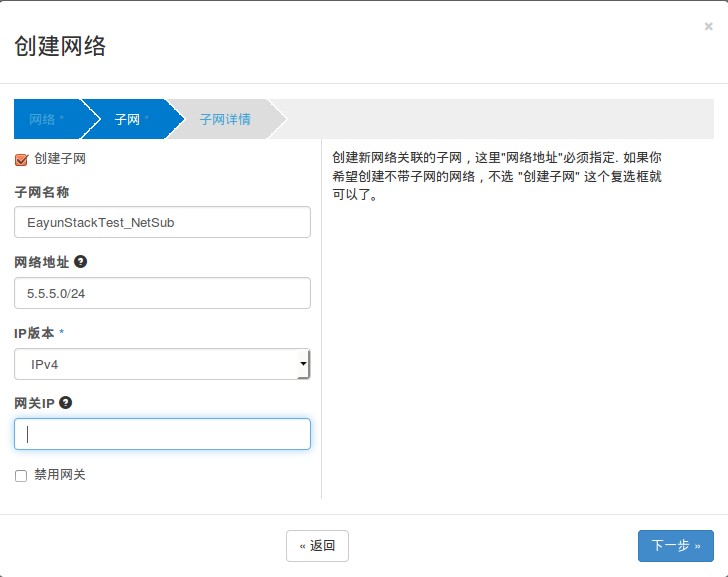 创建网络
×
网络 *
子网 *
子网详情
创建子网
子网名称
EayunStackTest_NetSub
网络地址 ?
5.5.5.0/24
IP版本 *
IPv4
网关IP ?
禁用网关
创建新网络关联的子网，这里"网络地址"必须指定. 如果你
希望创建不带子网的网络，不选 "创建子网" 这个复选框就
可以了。
« 返回
下一步 »